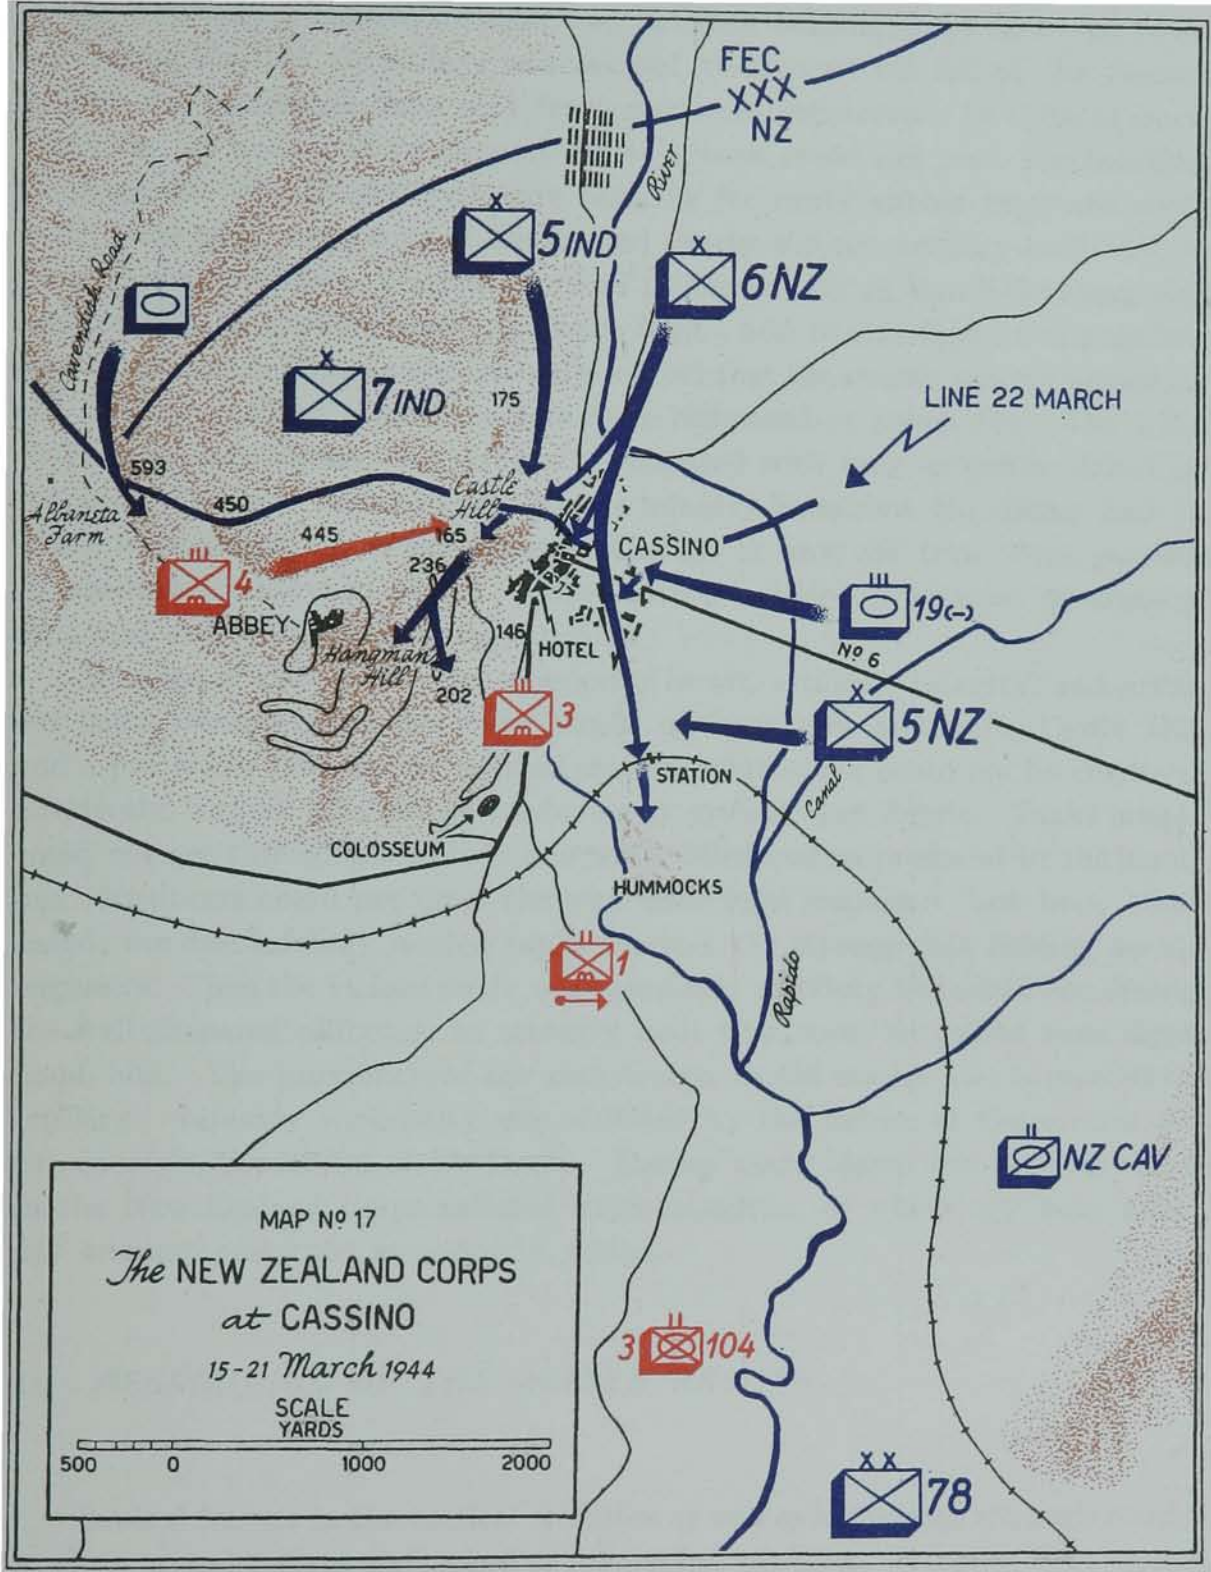 FEC
XXX
NZ
River
X
5 IND
X
6 NZ
Cavendish Road
X
7 IND
175
LINE 22 MARCH
593
Albaneta
Farm
450
Castle
Hill
445
165
236
CASSINO
4
ABBEY
146
HOTEL
19(-)
Nº 6
Hangman
Hill
202
3
X
5 NZ
STATION
Canal
COLOSSEUM
HUMMOCKS
1
Rapido
NZ CAV
MAP Nº 17
The NEW ZEALAND CORPS
at CASSINO
15-21 March 1944
SCALE
YARDS
500 0 1000 2000
3 104
X X
78